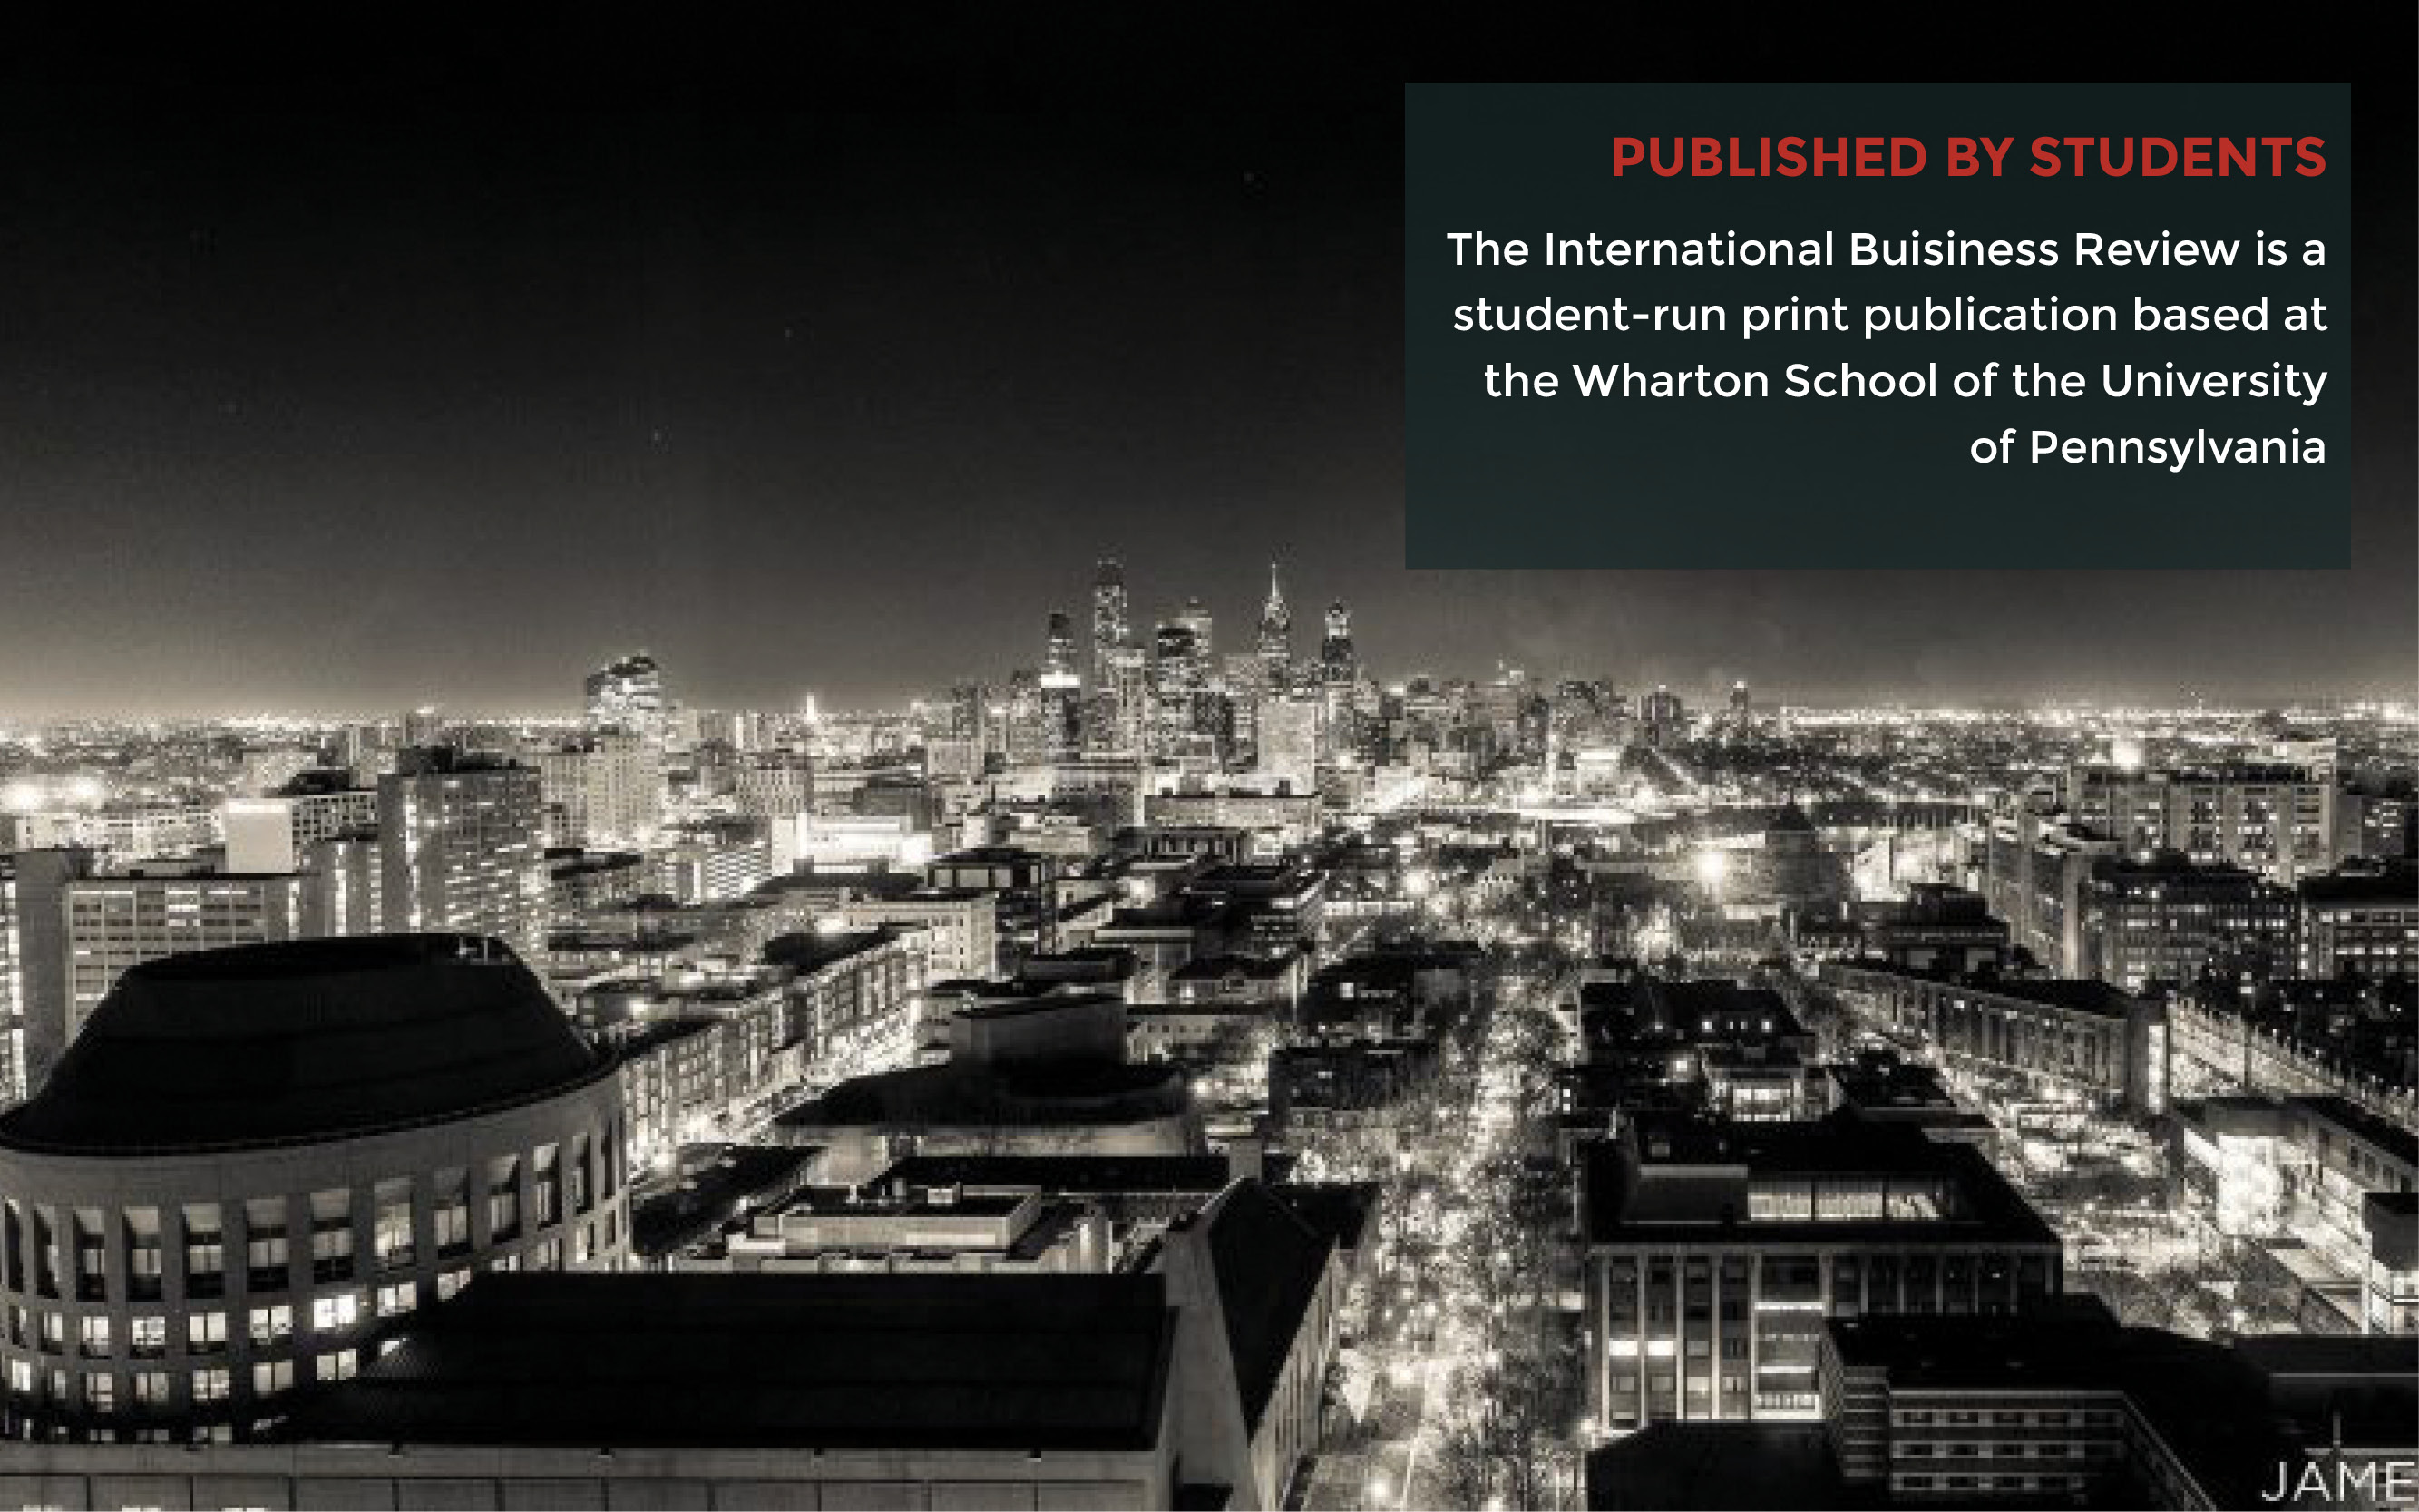 PUBLISHED BY STUDENTS
The International Buisiness Review is a
student-run print publication based at
the Wharton School of the University
of Pennsylvania
JAME